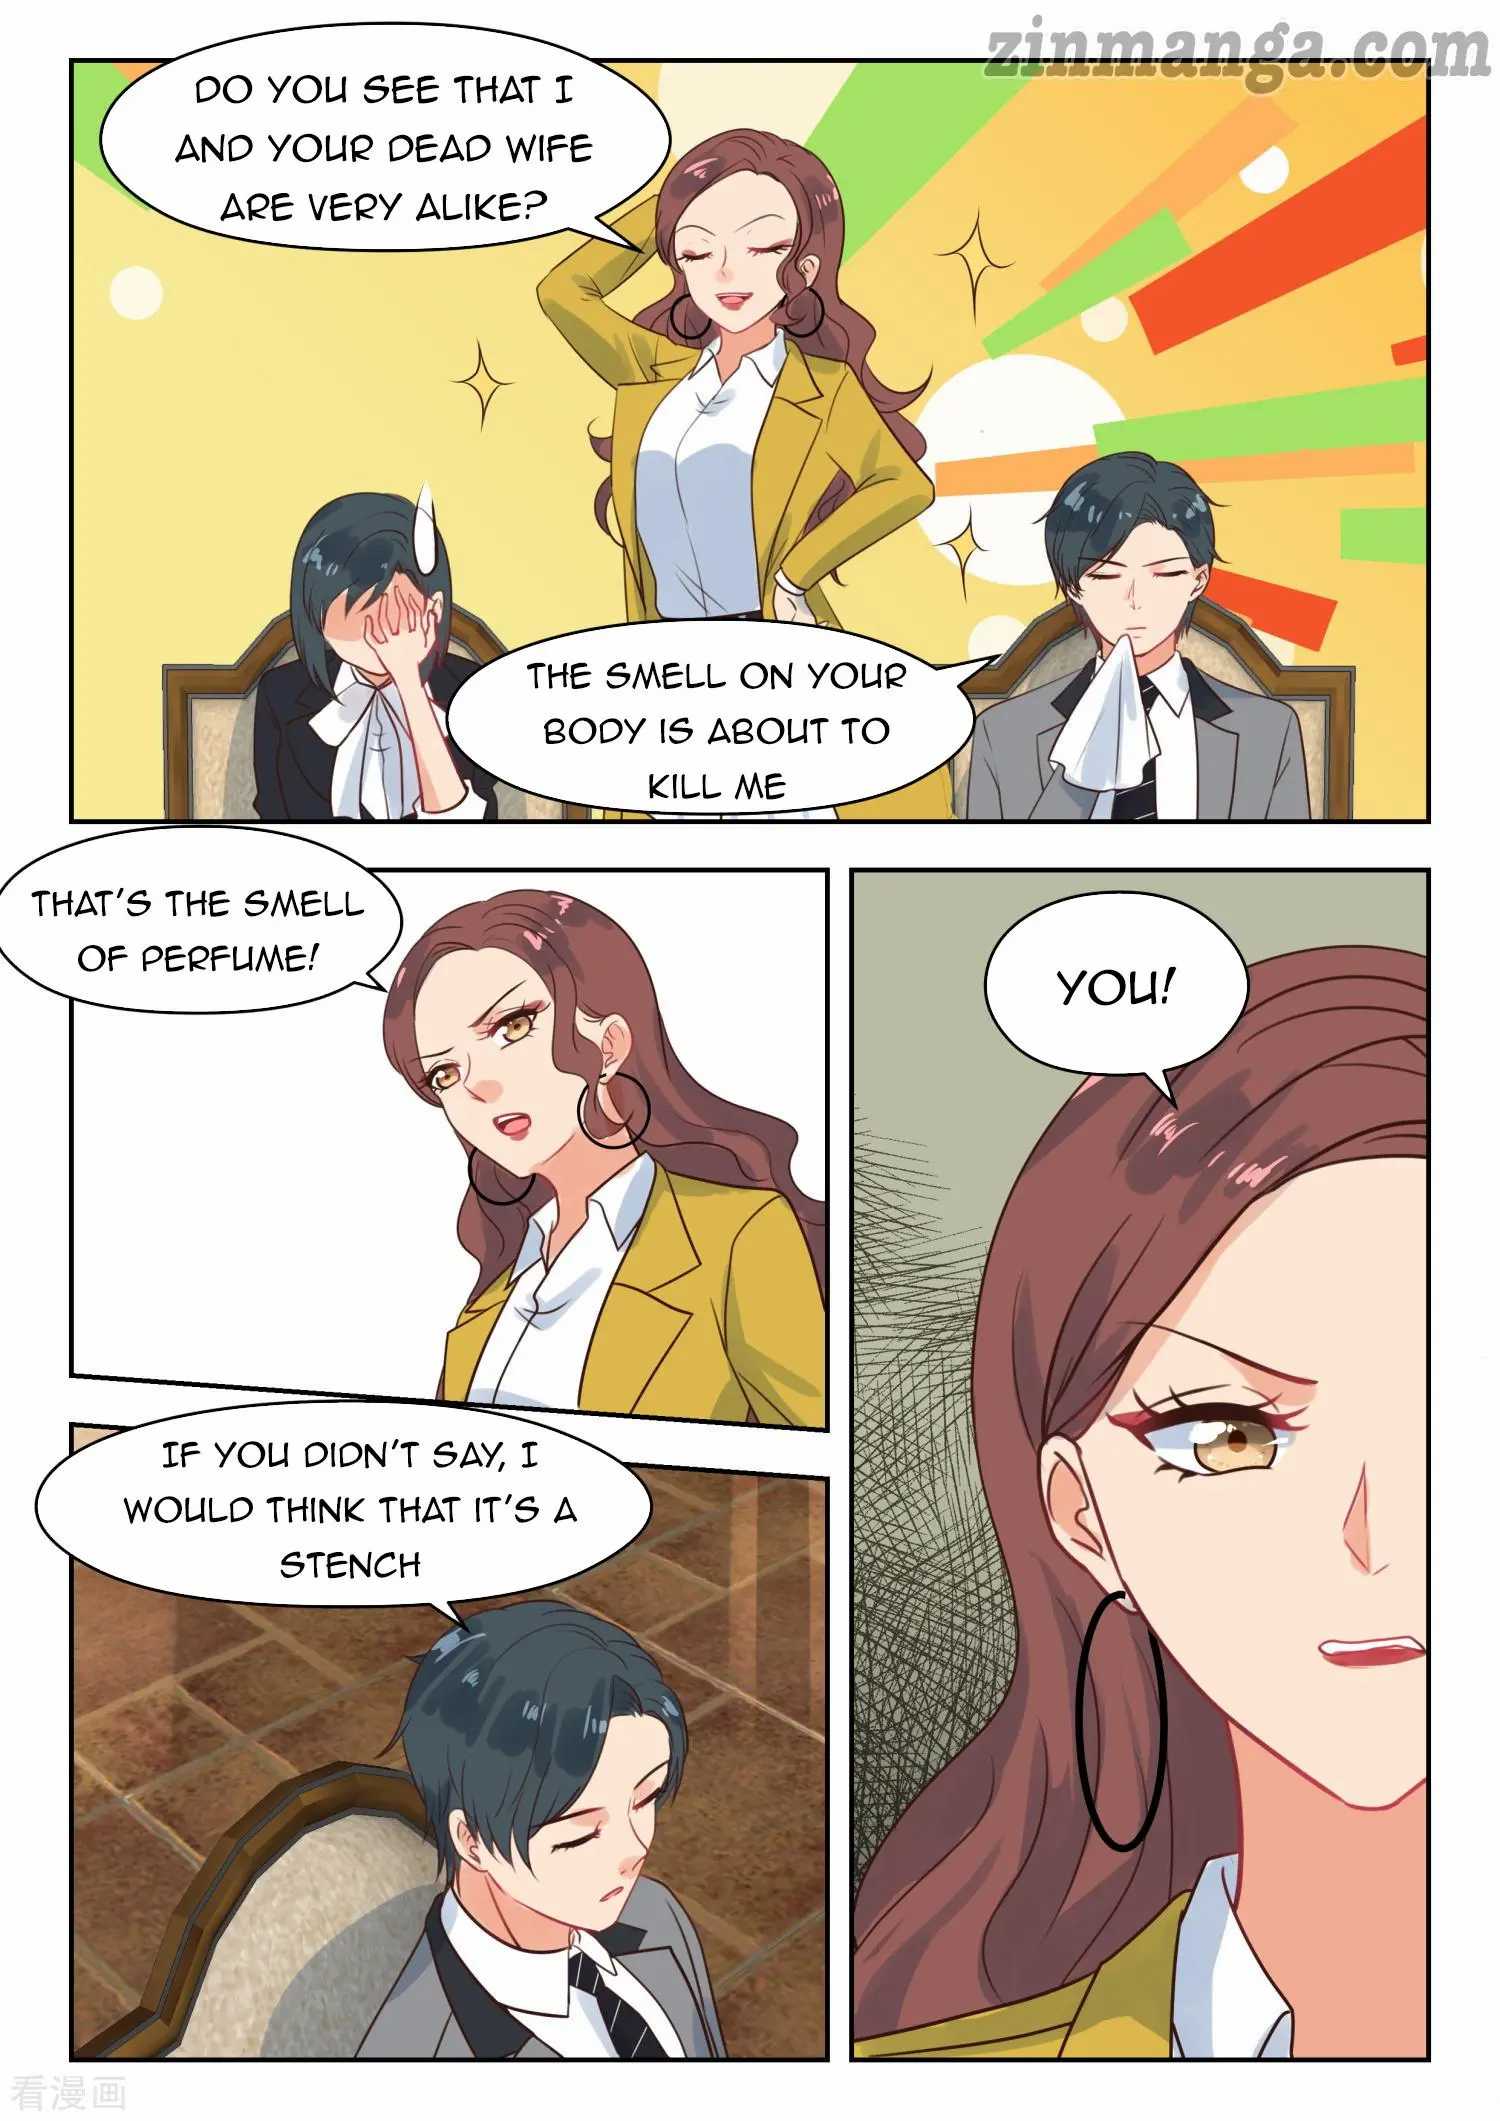 zinmanga.com
DO YOU SEE THAT I
AND YOUR DEAD WIFE
ARE VERY ALIKE?
THE SMELL ON YOUR
BODY IS ABOUT TO
KILL ME
THAT'S THE SMELL
OF PERFUME!
YOU!
IF YOU DIDN'T SAY, I
WOULD THINK THAT IT'S A
STENCH
看漫画